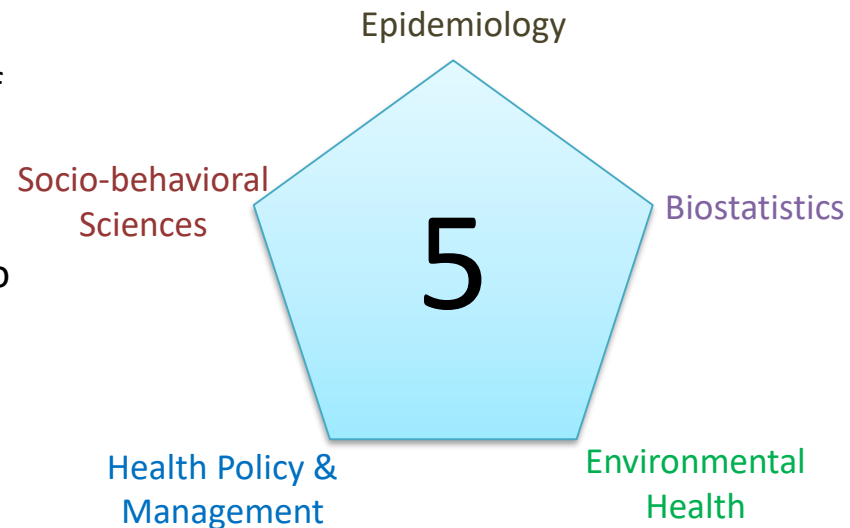 Epidemiology
Socio-behavioral
Sciences
Biostatistics
5
Health Policy &
Management
Environmental
Health